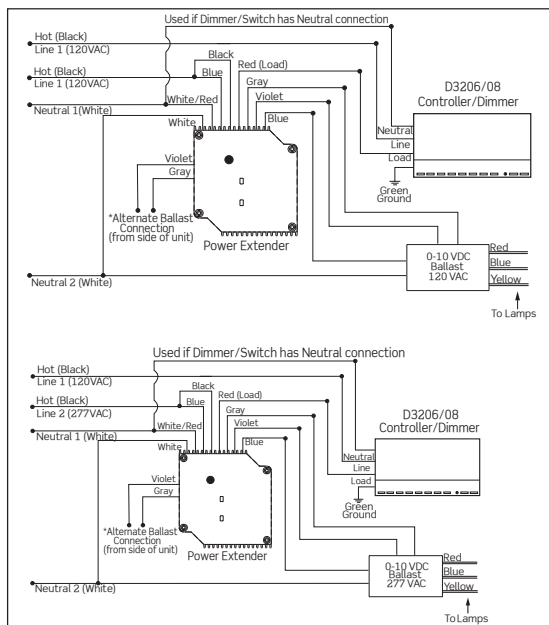 Used if Dimmer/Switch has Neutral connection
Hot (Black)
Line 1 (120VAC)
Black
Red (Load)
Hot (Black)
Line 1 (120VAC)
Blue
Gray
Violet
D3206/08
Controller/Dimmer
Neutral 1(White)
White/Red
Blue
White
Neutral
Line
Load
Violet
Gray
Green
Ground
*Alternate Ballast
Connection
(from side of unit)
Power Extender
0-10 VDC
Ballast
120 VAC
Red
Blue
Yellow
Neutral 2 (White)
To Lamps
Used if Dimmer/Switch has Neutral connection
Hot (Black)
Line 1 (120VAC)
Black
Red (Load)
Hot (Black)
Line 2 (277VAC)
Blue
Gray
Violet
D3206/08
Controller/Dimmer
Neutral 1 (White)
White/Red
Blue
White
Neutral
Line
Load
Violet
Gray
Green
Ground
*Alternate Ballast
Connection
(from side of unit)
Power Extender
0-10 VDC
Ballast
277 VAC
Red
Blue
Yellow
Neutral 2 (White)
To Lamps